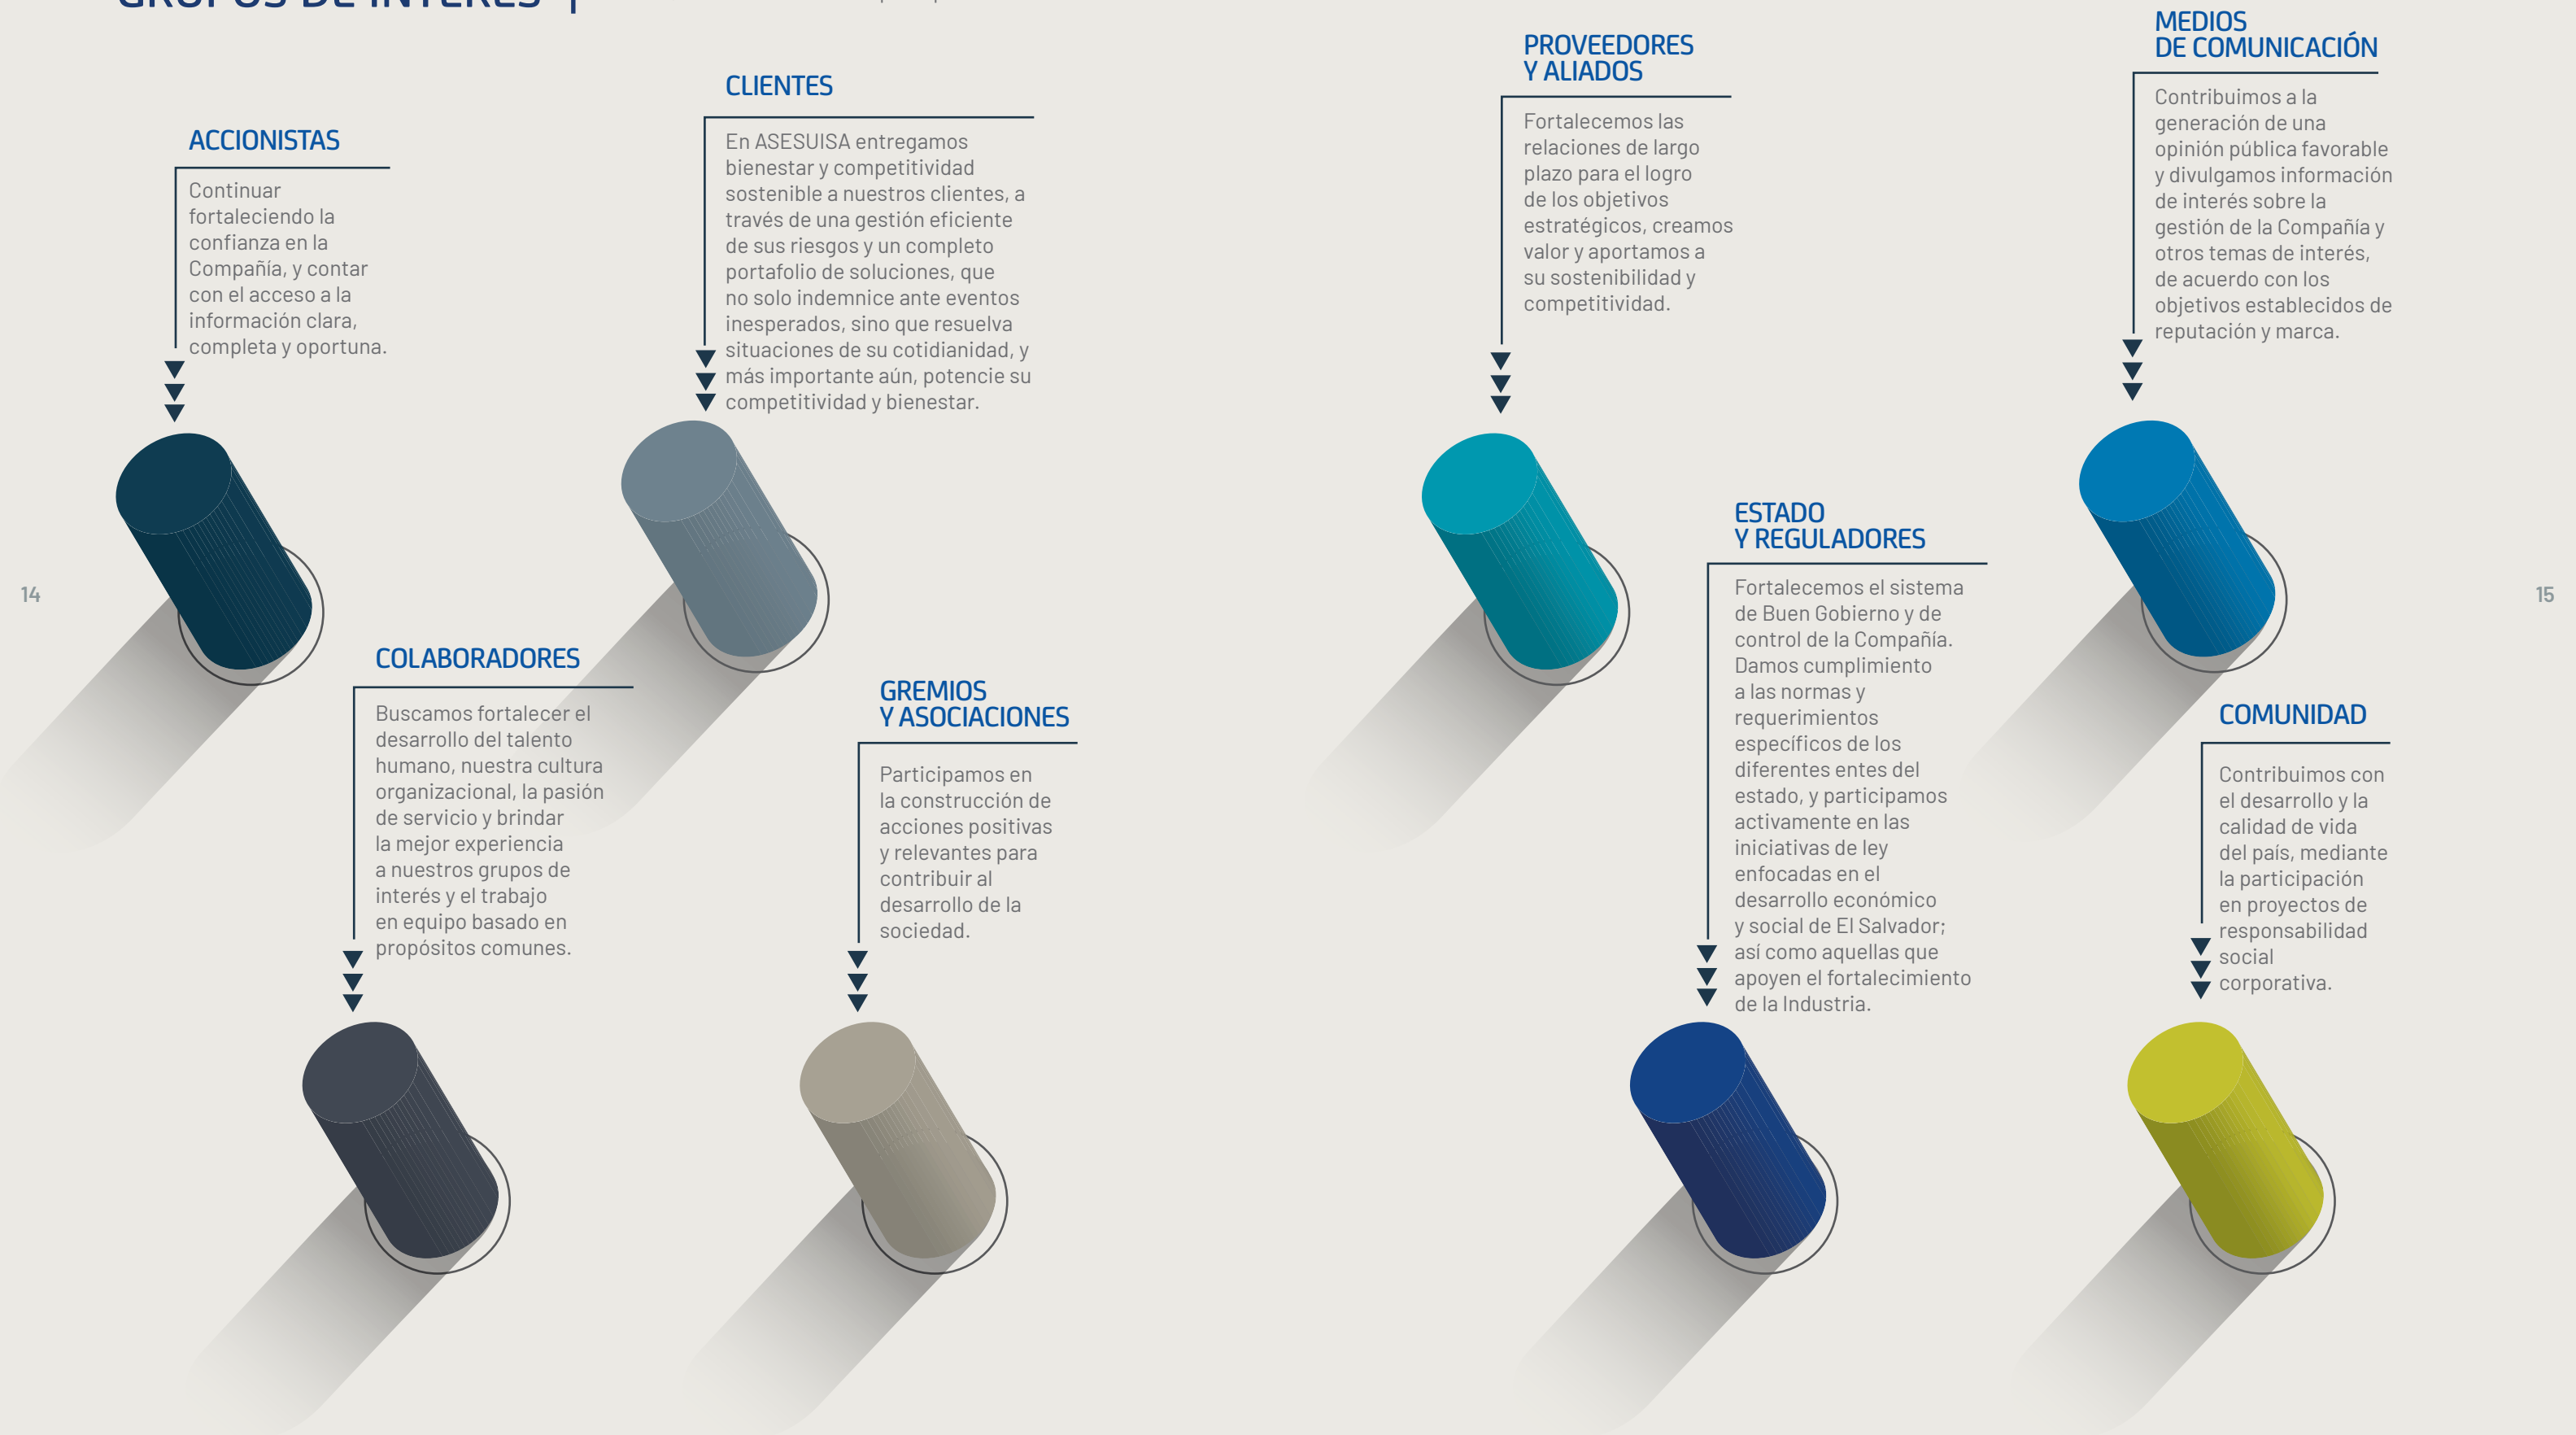 GRUPOS DE INTERÉS |
ACCIONISTAS
Continuar
fortaleciendo la
confianza en la
Compañía, y contar
con el acceso a la
información clara,
completa y oportuna.
CLIENTES
En ASESUISA entregamos
bienestar y competitividad
sostenible a nuestros clientes, a
través de una gestión eficiente
de sus riesgos y un completo
portafolio de soluciones, que
no solo indemnice ante eventos
inesperados, sino que resuelva
situaciones de su cotidianidad, y
más importante aún, potencie su
competitividad y bienestar.
COLABORADORES
Buscamos fortalecer el
desarrollo del talento
humano, nuestra cultura
organizacional, la pasión
de servicio y brindar
la mejor experiencia
a nuestros grupos de
interés y el trabajo
en equipo basado en
propósitos comunes.
GREMIOS
Y ASOCIACIONES
Participamos en
la construcción de
acciones positivas
y relevantes para
contribuir al
desarrollo de la
sociedad.
14
PROVEEDORES
Y ALIADOS
Fortalecemos las
relaciones de largo
plazo para el logro
de los objetivos
estratégicos, creamos
valor y aportamos a
su sostenibilidad y
competitividad.
MEDIOS
DE COMUNICACIÓN
Contribuimos a la
generación de una
opinión pública favorable
y divulgamos información
de interés sobre la
gestión de la Compañía y
otros temas de interés,
de acuerdo con los
objetivos establecidos de
reputación y marca.
ESTADO
Y REGULADORES
Fortalecemos el sistema
de Buen Gobierno y de
control de la Compañía.
Damos cumplimiento
a las normas y
requerimientos
específicos de los
diferentes entes del
estado, y participamos
activamente en las
iniciativas de ley
enfocadas en el
desarrollo económico
y social de El Salvador;
así como aquellas que
apoyen el fortalecimiento
de la Industria.
COMUNIDAD
Contribuimos con
el desarrollo y la
calidad de vida
del país, mediante
la participación
en proyectos de
responsabilidad
social
corporativa.
15